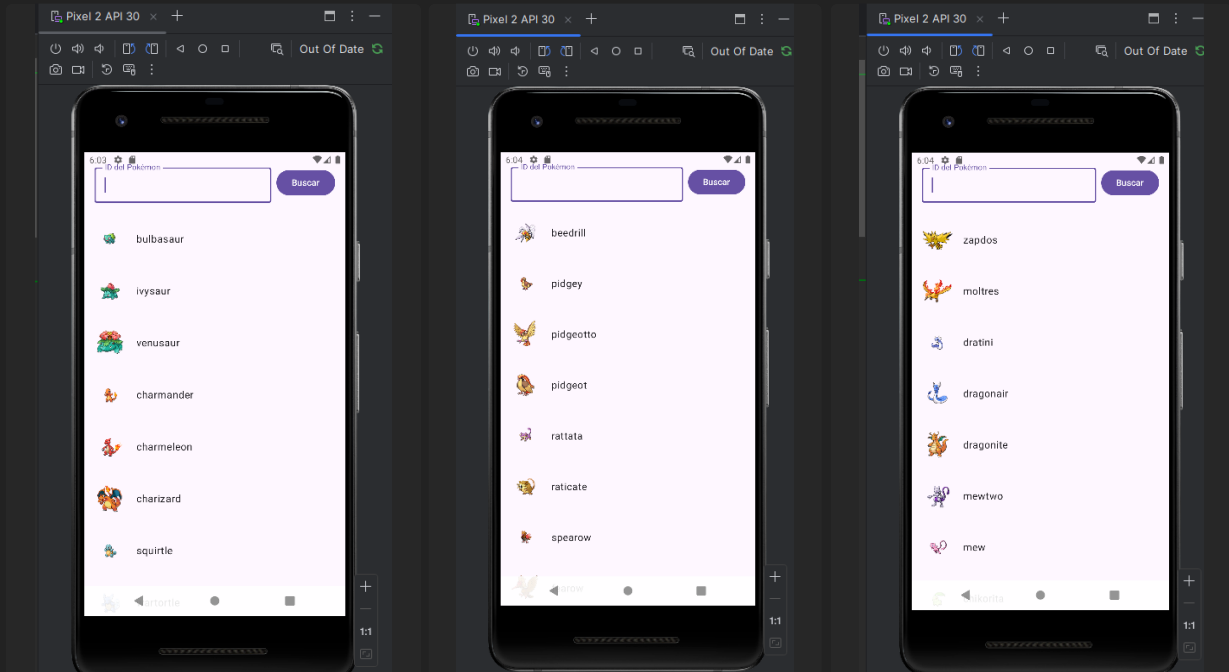 Pixel 2 API 30
Out Of Date
6:03
ID del Pokémon
Buscar
bulbasaur
ivysaur
venusaur
charmander
charmeleon
charizard
squirtle
wartortle
1:1
Pixel 2 API 30
Out Of Date
6:04
ID del Pokémon
Buscar
beedrill
pidgey
pidgeotto
pidgeot
rattata
raticate
spearow
1:1
Pixel 2 API 30
Out Of Date
6:04
ID del Pokémon
Buscar
zapdos
moltres
dratini
dragonair
dragonite
mewtwo
mew
1:1